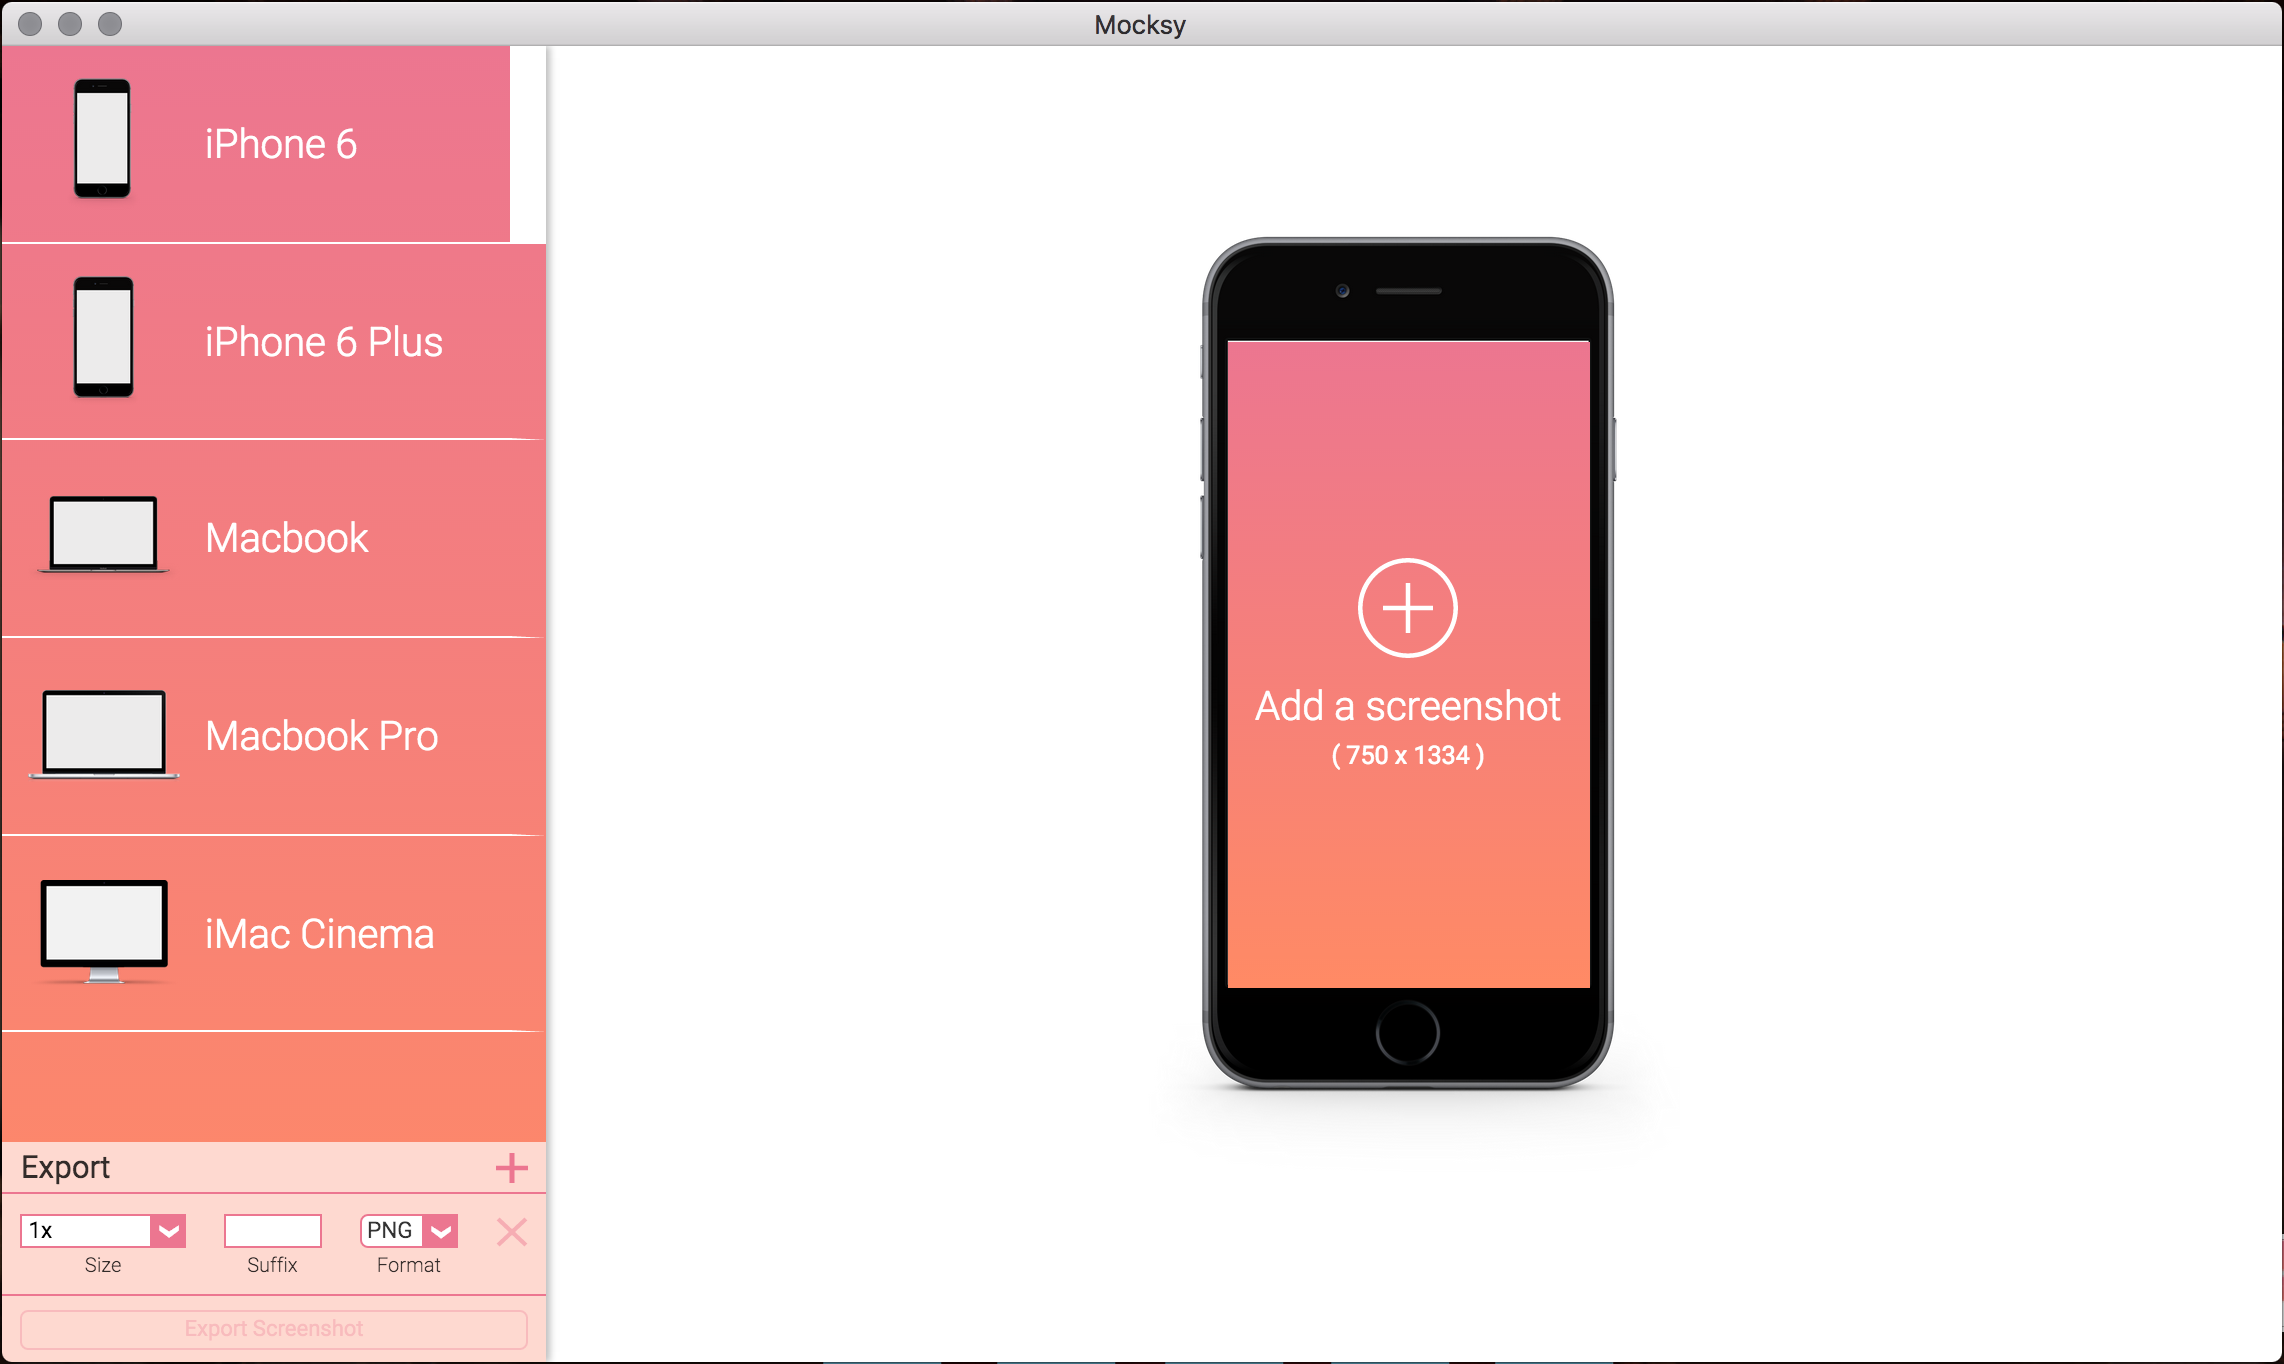 Mocksy
iPhone 6
iPhone 6 Plus
Macbook
Macbook Pro
iMac Cinema
Export
1x
PNG
Size
Suffix
Format
Export Screenshot
Add a screenshot
( 750 x 1334 )